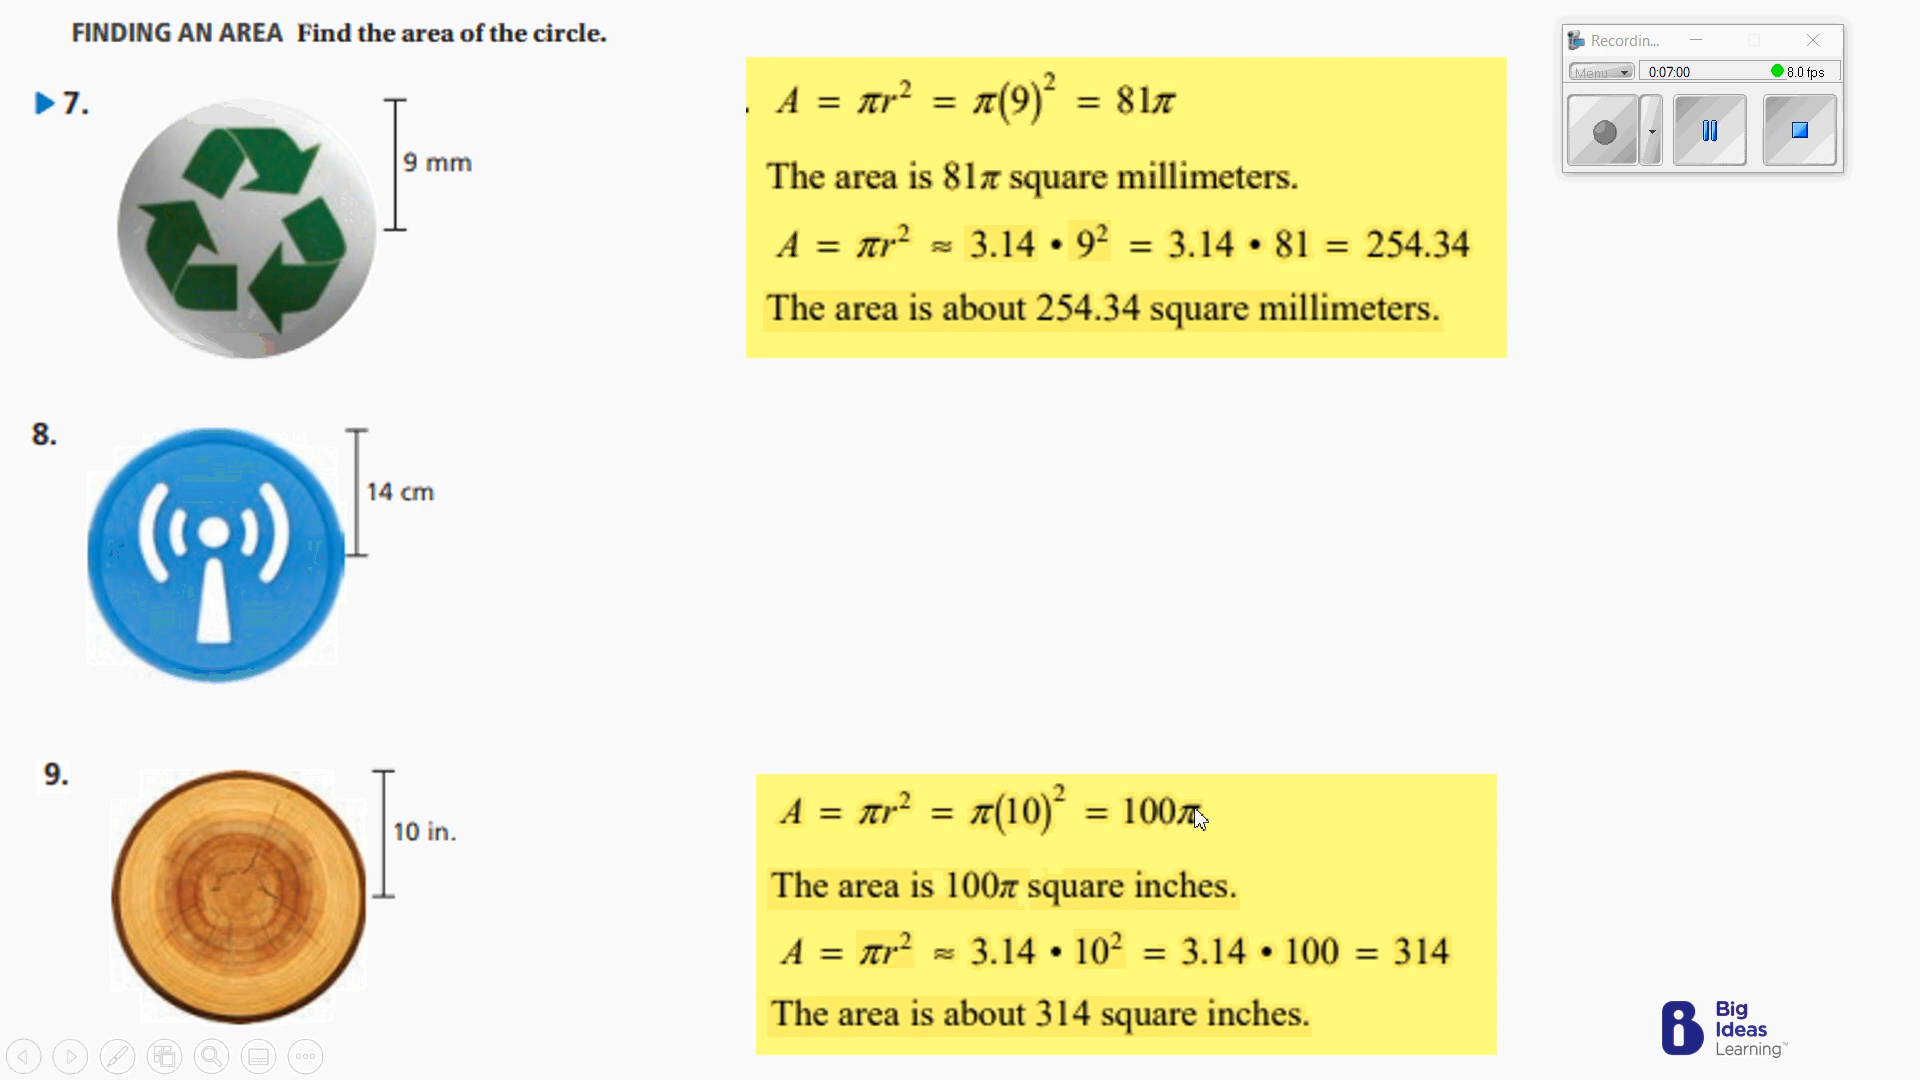 FINDING AN AREA Find the area of the circle.
7.
9 mm
. A = πr² = π(9)² = 81π
The area is 81π square millimeters.
A = πr² ≈ 3.14 • 9² = 3.14 • 81 = 254.34
The area is about 254.34 square millimeters.
Recordin...
Menu
0:07:00
8.0 fps
8.
14 cm
9.
10 in.
A = πr² = π(10)² = 100π
The area is 100π square inches.
A = πr² ≈ 3.14 • 10² = 3.14 • 100 = 314
The area is about 314 square inches.
Big
Ideas
Learning™